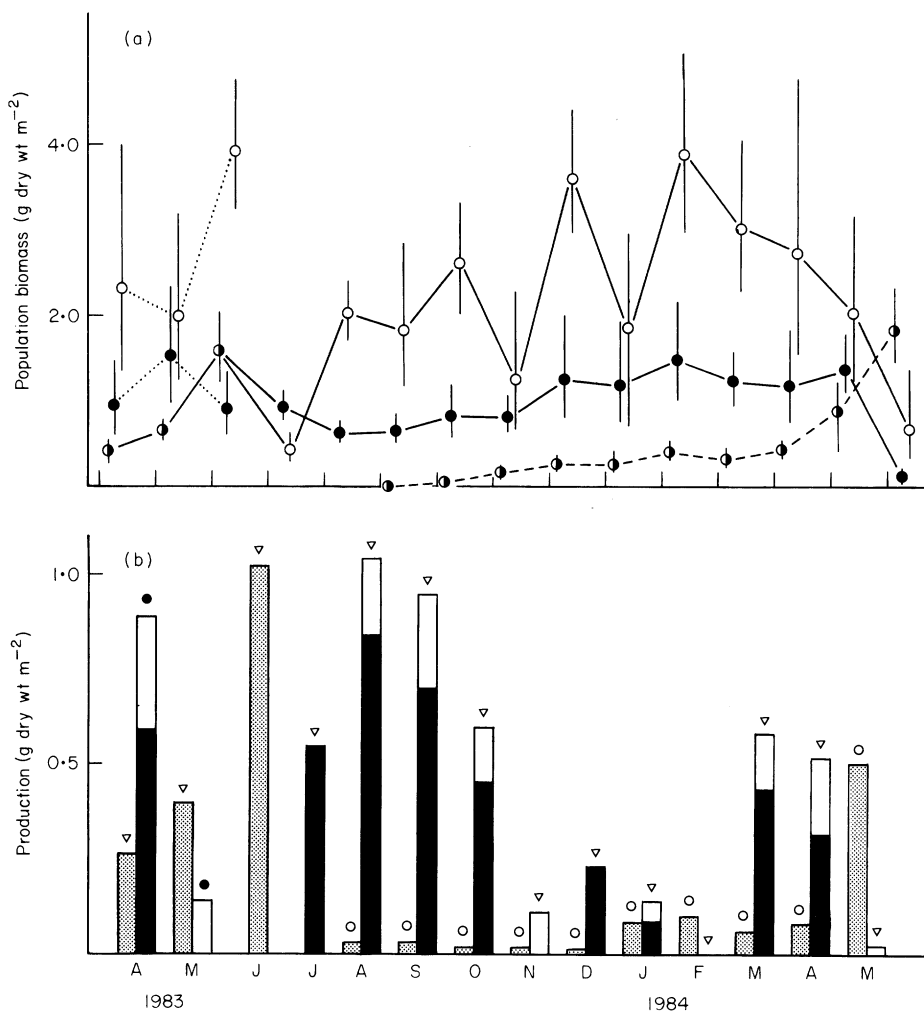 (a)
Population biomass (g dry wt m⁻²)
4·0
2·0
(b)
Production (g dry wt m⁻²)
1·0
0·5
A M J J A S O N D J F M A M
1983 1984